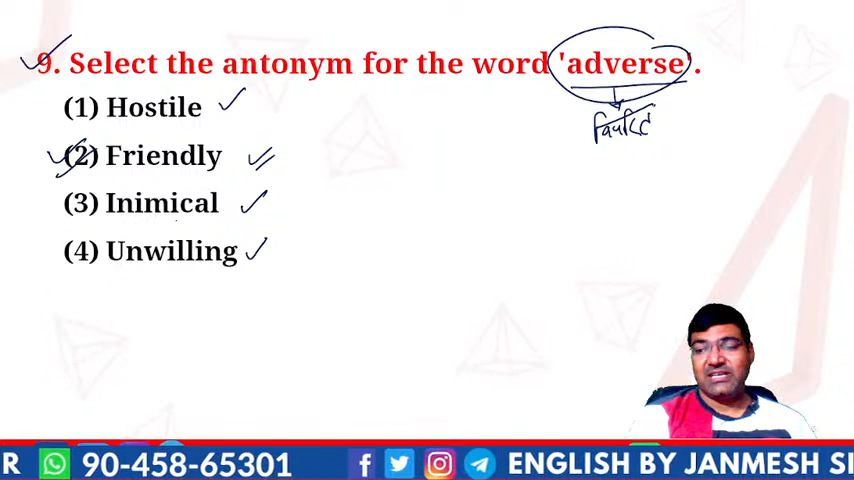 9. Select the antonym for the word 'adverse'.
(1) Hostile
(2) Friendly
(3) Inimical
(4) Unwilling
R 90-458-65301 ENGLISH BY JANMESH SI